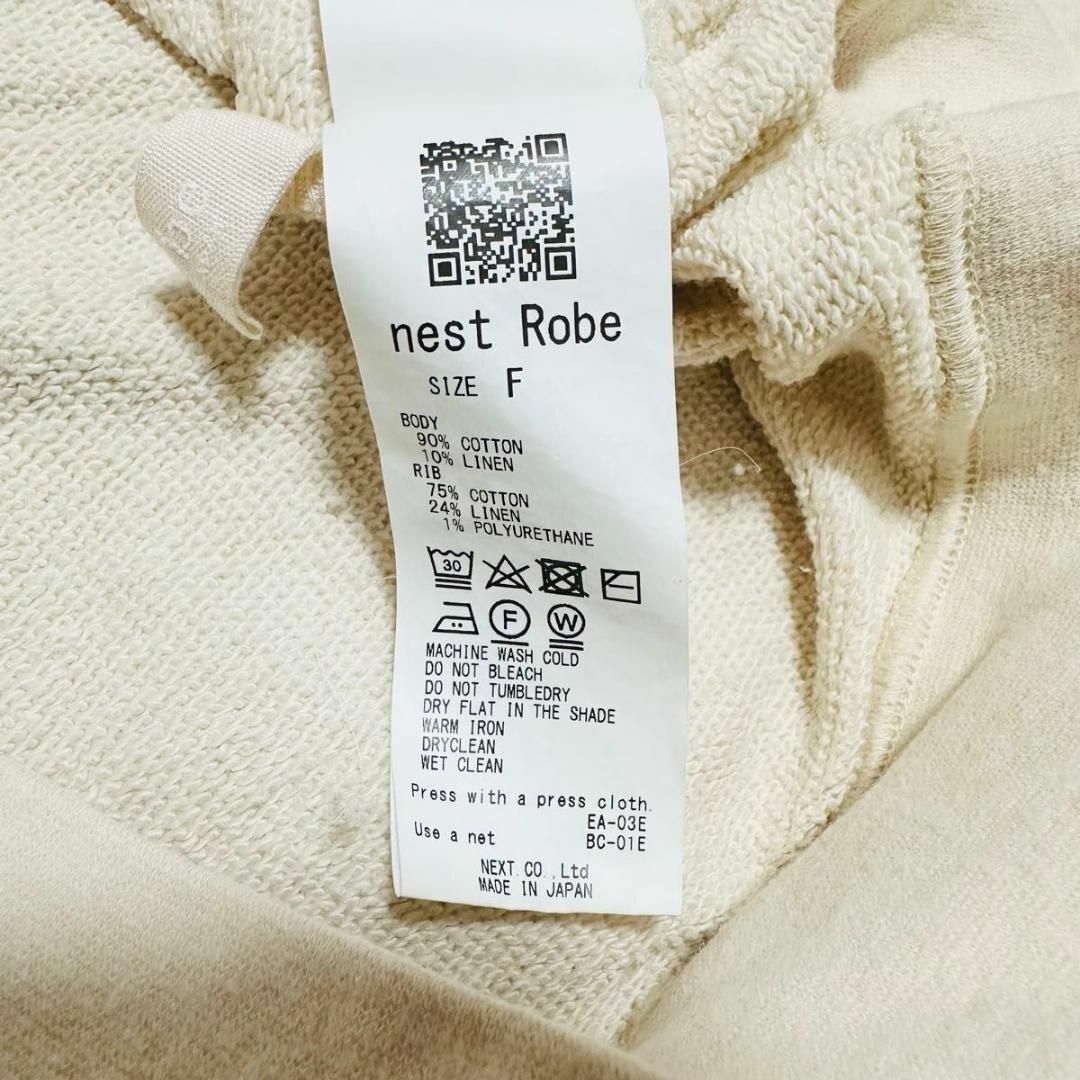 nest Robe
SIZE F
BODY
90% COTTON
10% LINEN
RIB
75% COTTON
24% LINEN
1% POLYURETHANE
30
F W
MACHINE WASH COLD
DO NOT BLEACH
DO NOT TUMBLEDRY
DRY FLAT IN THE SHADE
WARM IRON
DRYCLEAN
WET CLEAN
Press with a press cloth.
EA-03E
Use a net BC-01E
NEXT.CO.,Ltd
MADE IN JAPAN